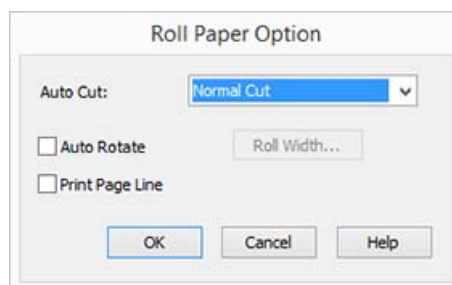 Roll Paper Option
Auto Cut: Normal Cut
Auto Rotate Roll Width...
Print Page Line
OK Cancel Help